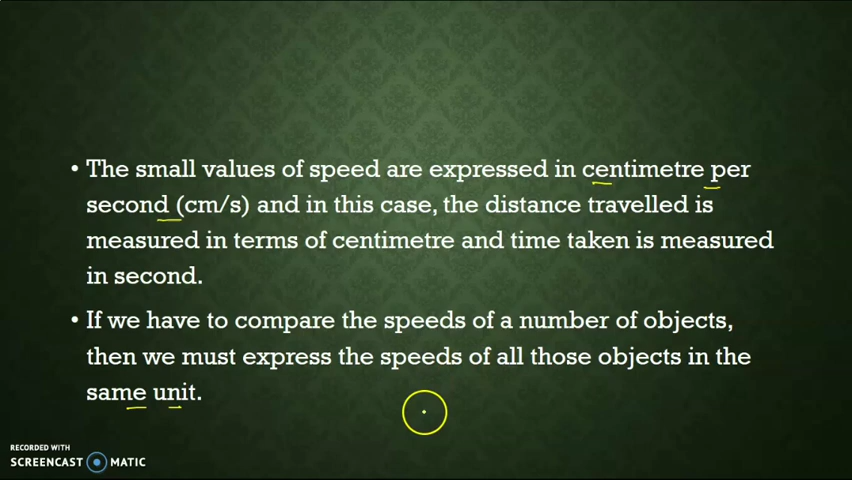 • The small values of speed are expressed in centimetre per
second (cm/s) and in this case, the distance travelled is
measured in terms of centimetre and time taken is measured
in second.
• If we have to compare the speeds of a number of objects,
then we must express the speeds of all those objects in the
same unit.
RECORDED WITH
SCREENCAST MATIC